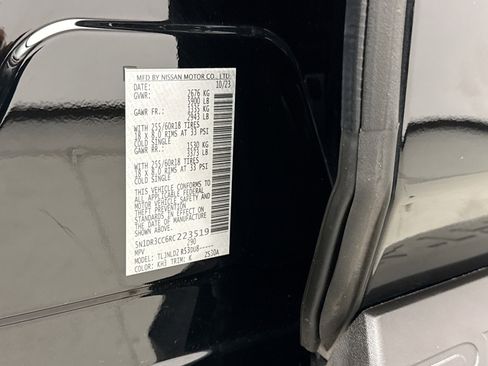 MFD BY NISSAN MOTOR CO., LTD.
DATE: 10/23
GVWR: 2676 KG
5900 LB
GAWR FR.: 1335 KG
2943 LB
WITH 255/60R18 TIRES
18 X 8.0 RIMS AT 33 PSI
COLD SINGLE
GAWR RR.: 1530 KG
3373 LB
WITH 255/60R18 TIRES
18 X 8.0 RIMS AT 33 PSI
COLD SINGLE
THIS VEHICLE CONFORMS TO
ALL APPLICABLE FEDERAL
MOTOR VEHICLE SAFETY AND
THEFT PREVENTION
STANDARDS IN EFFECT ON
THE DATE OF MANUFACTURE
SHOWN ABOVE.
5N1DR3CC6RC223519
MPV
MODEL:
COLOR: KH3 TRIM: K